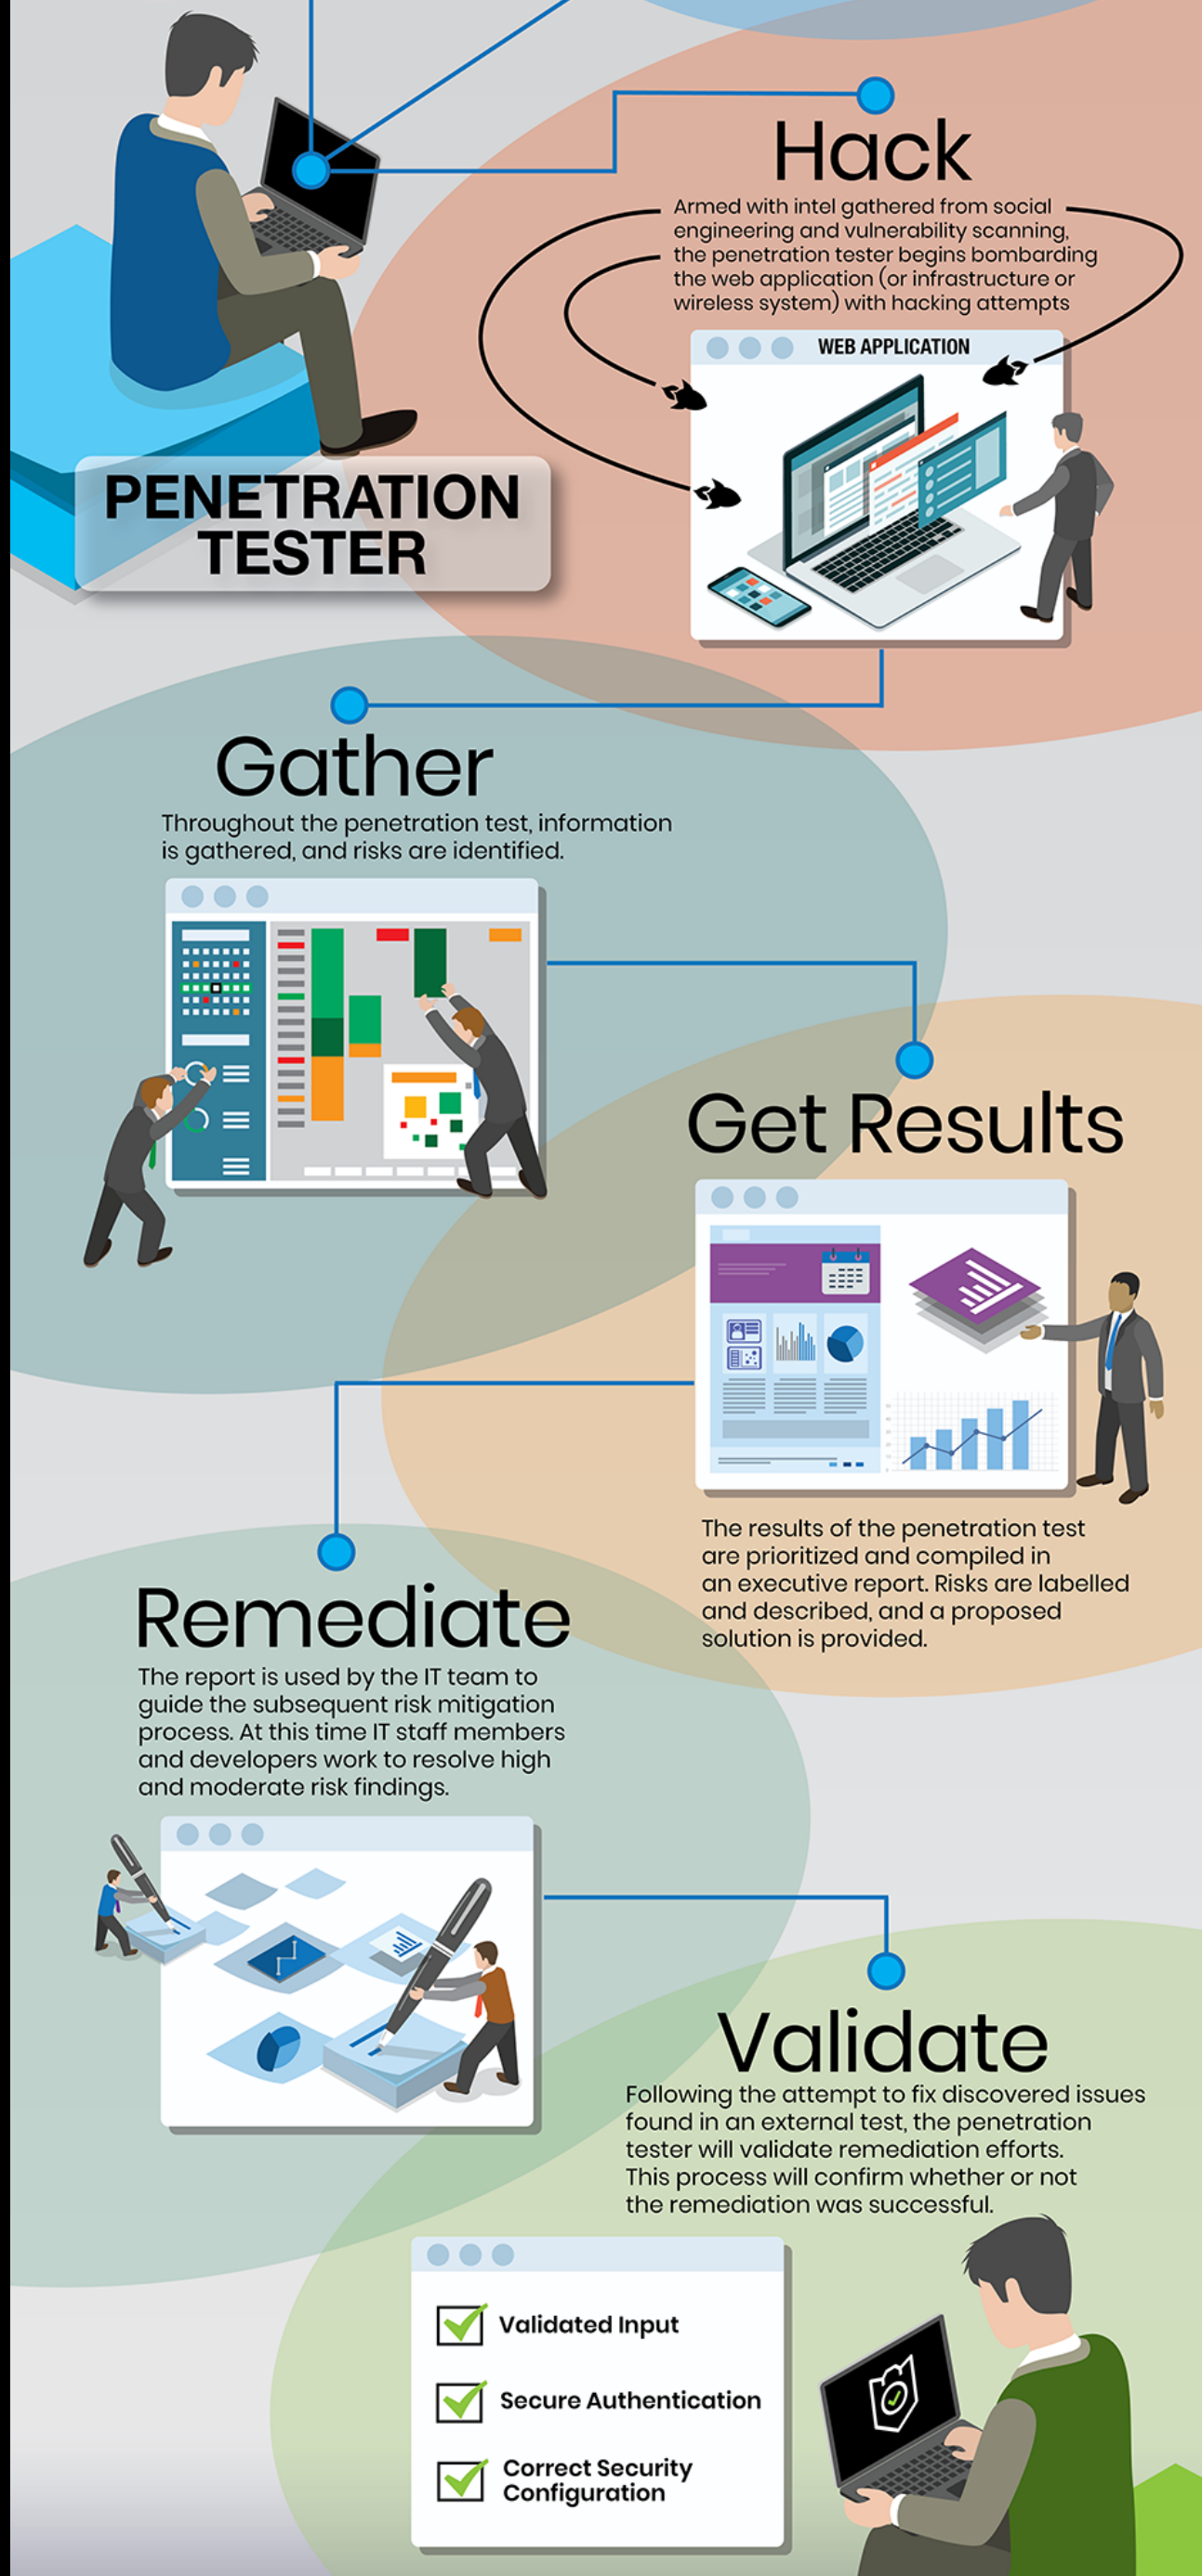 Hack
Armed with intel gathered from social
engineering and vulnerability scanning,
the penetration tester begins bombarding
the web application (or infrastructure or
wireless system) with hacking attempts
WEB APPLICATION
PENETRATION
TESTER
Gather
Throughout the penetration test, information
is gathered, and risks are identified.
Get Results
The results of the penetration test
are prioritized and compiled in
an executive report. Risks are labelled
and described, and a proposed
solution is provided.
Remediate
The report is used by the IT team to
guide the subsequent risk mitigation
process. At this time IT staff members
and developers work to resolve high
and moderate risk findings.
Validate
Following the attempt to fix discovered issues
found in an external test, the penetration
tester will validate remediation efforts.
This process will confirm whether or not
the remediation was successful.
Validated Input
Secure Authentication
Correct Security
Configuration